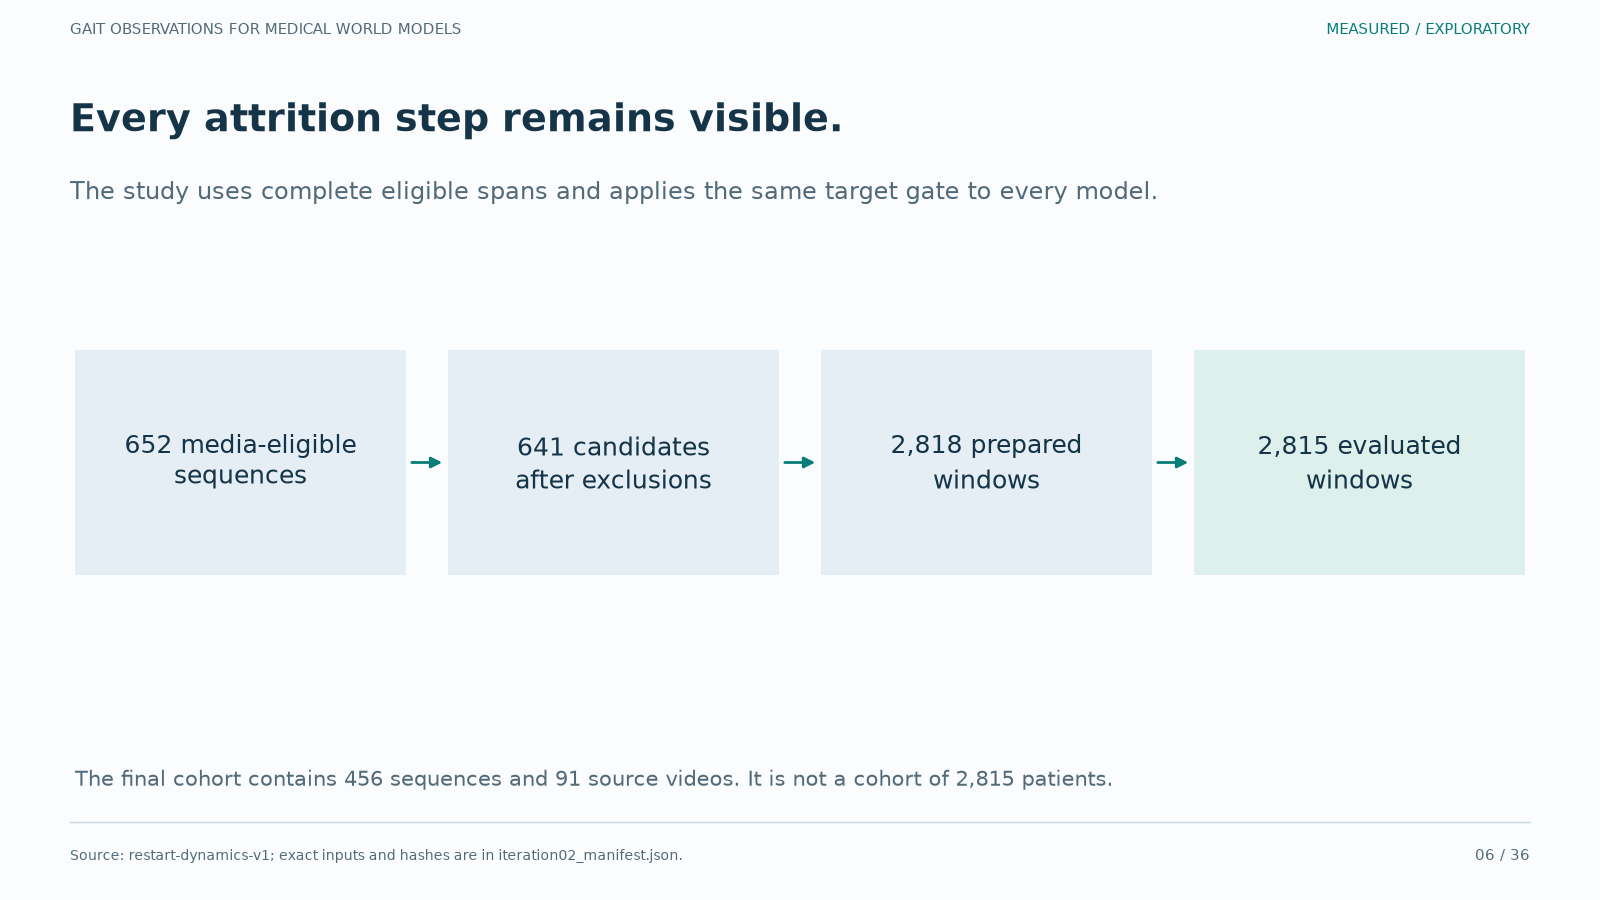 GAIT OBSERVATIONS FOR MEDICAL WORLD MODELS
MEASURED / EXPLORATORY
Every attrition step remains visible.
The study uses complete eligible spans and applies the same target gate to every model.
652 media-eligible
sequences
641 candidates
after exclusions
2,818 prepared
windows
2,815 evaluated
windows
The final cohort contains 456 sequences and 91 source videos. It is not a cohort of 2,815 patients.
Source: restart-dynamics-v1; exact inputs and hashes are in iteration02_manifest.json.
06 / 36